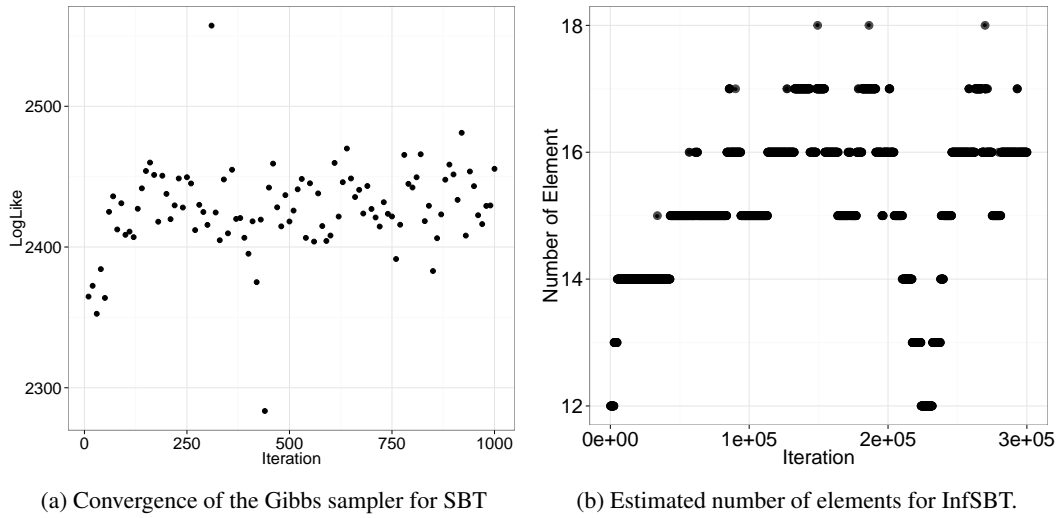 2500
2400
2300
LogLike
0
250
500
750
1000
Iteration
(a) Convergence of the Gibbs sampler for SBT
18
16
14
12
Number of Element
0e+00
1e+05
2e+05
3e+05
Iteration
(b) Estimated number of elements for InfSBT.